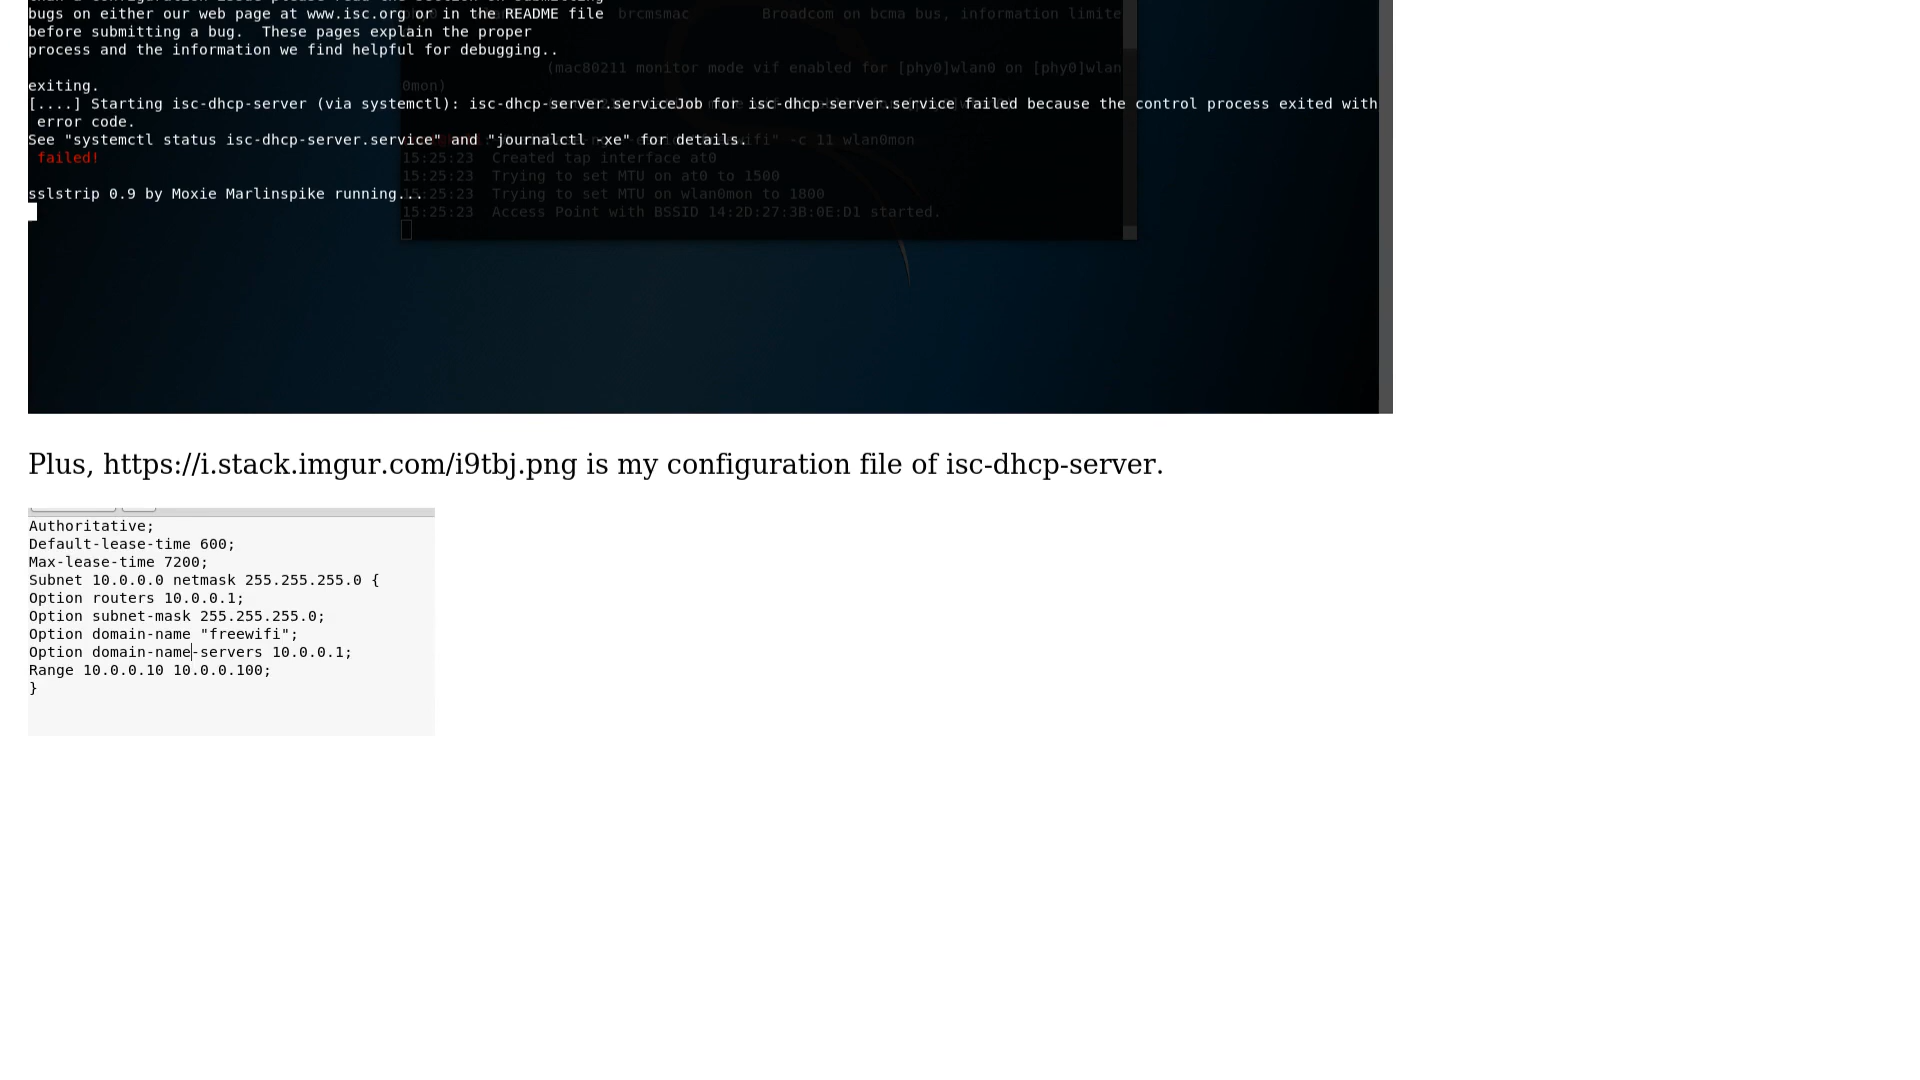 bugs on either our web page at www.isc.org or in the README file
brcmsmac Broadcom on bcma bus, information limite
before submitting a bug.  These pages explain the proper
process and the information we find helpful for debugging..
(mac80211 monitor mode vif enabled for [phy0]wlan0 on [phy0]wlan
0mon)
exiting.
[....] Starting isc-dhcp-server (via systemctl): isc-dhcp-server.serviceJob for isc-dhcp-server.service failed because the control process exited with
error code.
See "systemctl status isc-dhcp-server.service" and "journalctl -xe" for details.
-c 11 wlan0mon
failed!
15:25:23 Created tap interface at0
15:25:23 Trying to set MTU on at0 to 1500
sslstrip 0.9 by Moxie Marlinspike running...
15:25:23 Trying to set MTU on wlan0mon to 1800
15:25:23 Access Point with BSSID 14:2D:27:3B:0E:D1 started.
Plus, https://i.stack.imgur.com/i9tbj.png is my configuration file of isc-dhcp-server.
Authoritative;
Default-lease-time 600;
Max-lease-time 7200;
Subnet 10.0.0.0 netmask 255.255.255.0 {
Option routers 10.0.0.1;
Option subnet-mask 255.255.255.0;
Option domain-name "freewifi";
Option domain-name-servers 10.0.0.1;
Range 10.0.0.10 10.0.0.100;
}